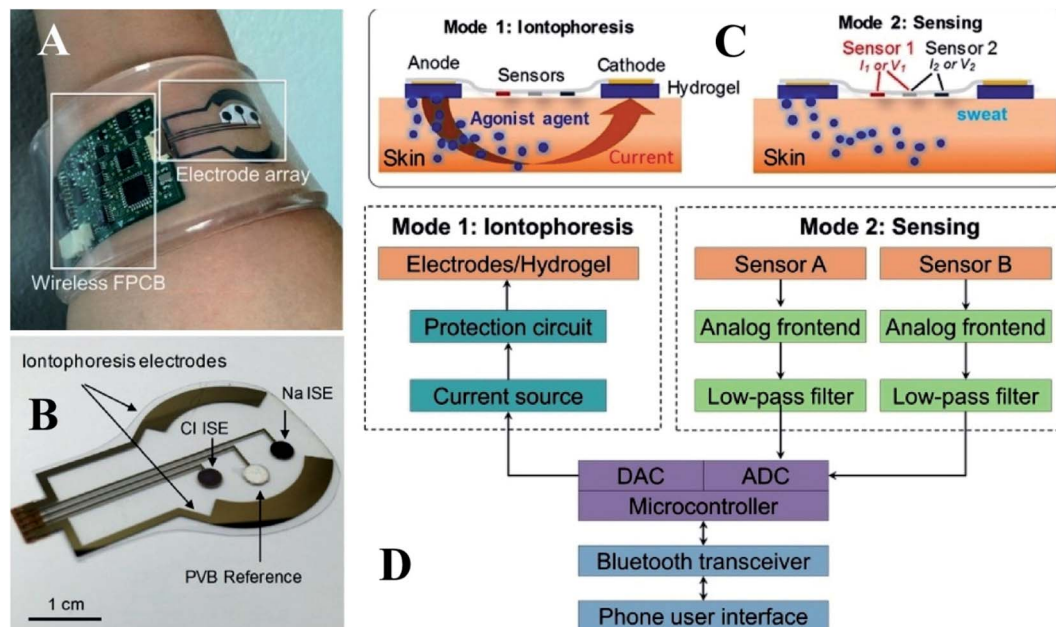 A
Electrode array
Wireless FPCB
Iontophoresis electrodes
B
Na ISE
Cl ISE
PVB Reference
1 cm
Mode 1: Iontophoresis
C
Mode 2: Sensing
Anode
Cathode
Sensors
Hydrogel
Agonist agent
Skin
Current
Sensor 1
I1 or V1
Sensor 2
I2 or V2
sweat
Skin
Mode 1: Iontophoresis
Electrodes/Hydrogel
Protection circuit
Current source
Mode 2: Sensing
Sensor A
Sensor B
Analog frontend
Analog frontend
Low-pass filter
Low-pass filter
DAC
ADC
Microcontroller
D
Bluetooth transceiver
Phone user interface